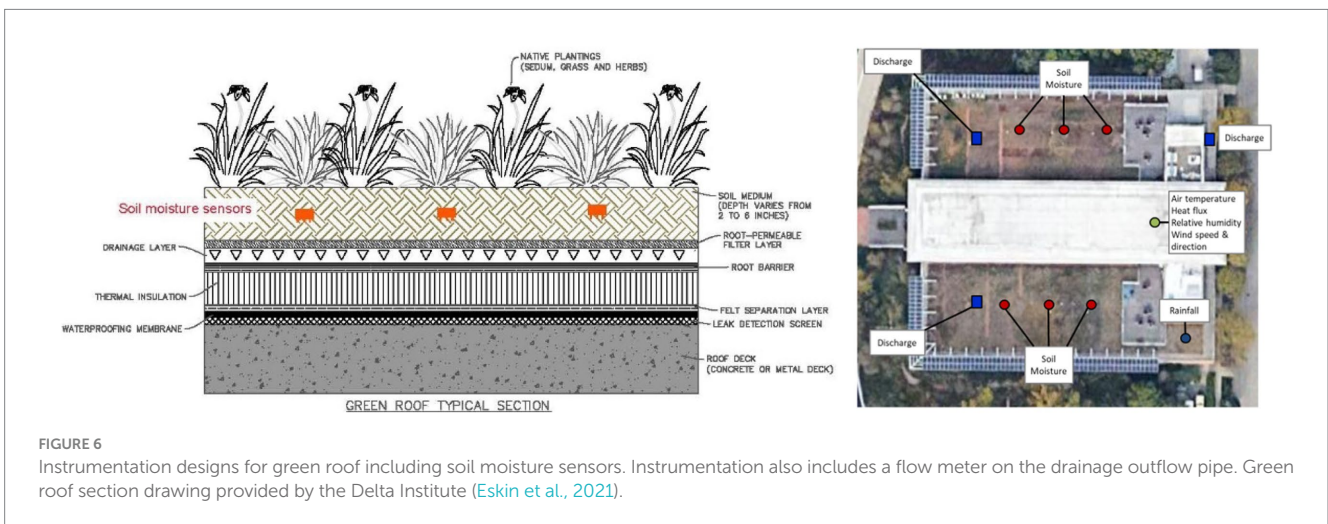 NATIVE PLANTINGS
(SEDUM, GRASS AND HERBS)
Soil moisture sensors
SOIL MEDIUM
(DEPTH VARIES FROM
2 TO 6 INCHES)
DRAINAGE LAYER
ROOT-PERMEABLE
FILTER LAYER
ROOT BARRIER
THERMAL INSULATION
FELT SEPARATION LAYER
WATERPROOFING MEMBRANE
LEAK DETECTION SCREEN
ROOF DECK
(CONCRETE OR METAL DECK)
GREEN ROOF TYPICAL SECTION
Discharge
Soil
Moisture
Discharge
Air temperature
Heat flux
Relative humidity
Wind speed &
direction
Rainfall
Discharge
Soil
Moisture
FIGURE 6
Instrumentation designs for green roof including soil moisture sensors. Instrumentation also includes a flow meter on the drainage outflow pipe. Green
roof section drawing provided by the Delta Institute (Eskin et al., 2021).